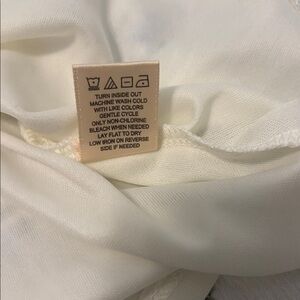 TURN INSIDE OUT
MACHINE WASH COLD
WITH LIKE COLORS
GENTLE CYCLE
ONLY NON-CHLORINE
BLEACH WHEN NEEDED
LAY FLAT TO DRY
LOW IRON ON REVERSE
SIDE IF NEEDED